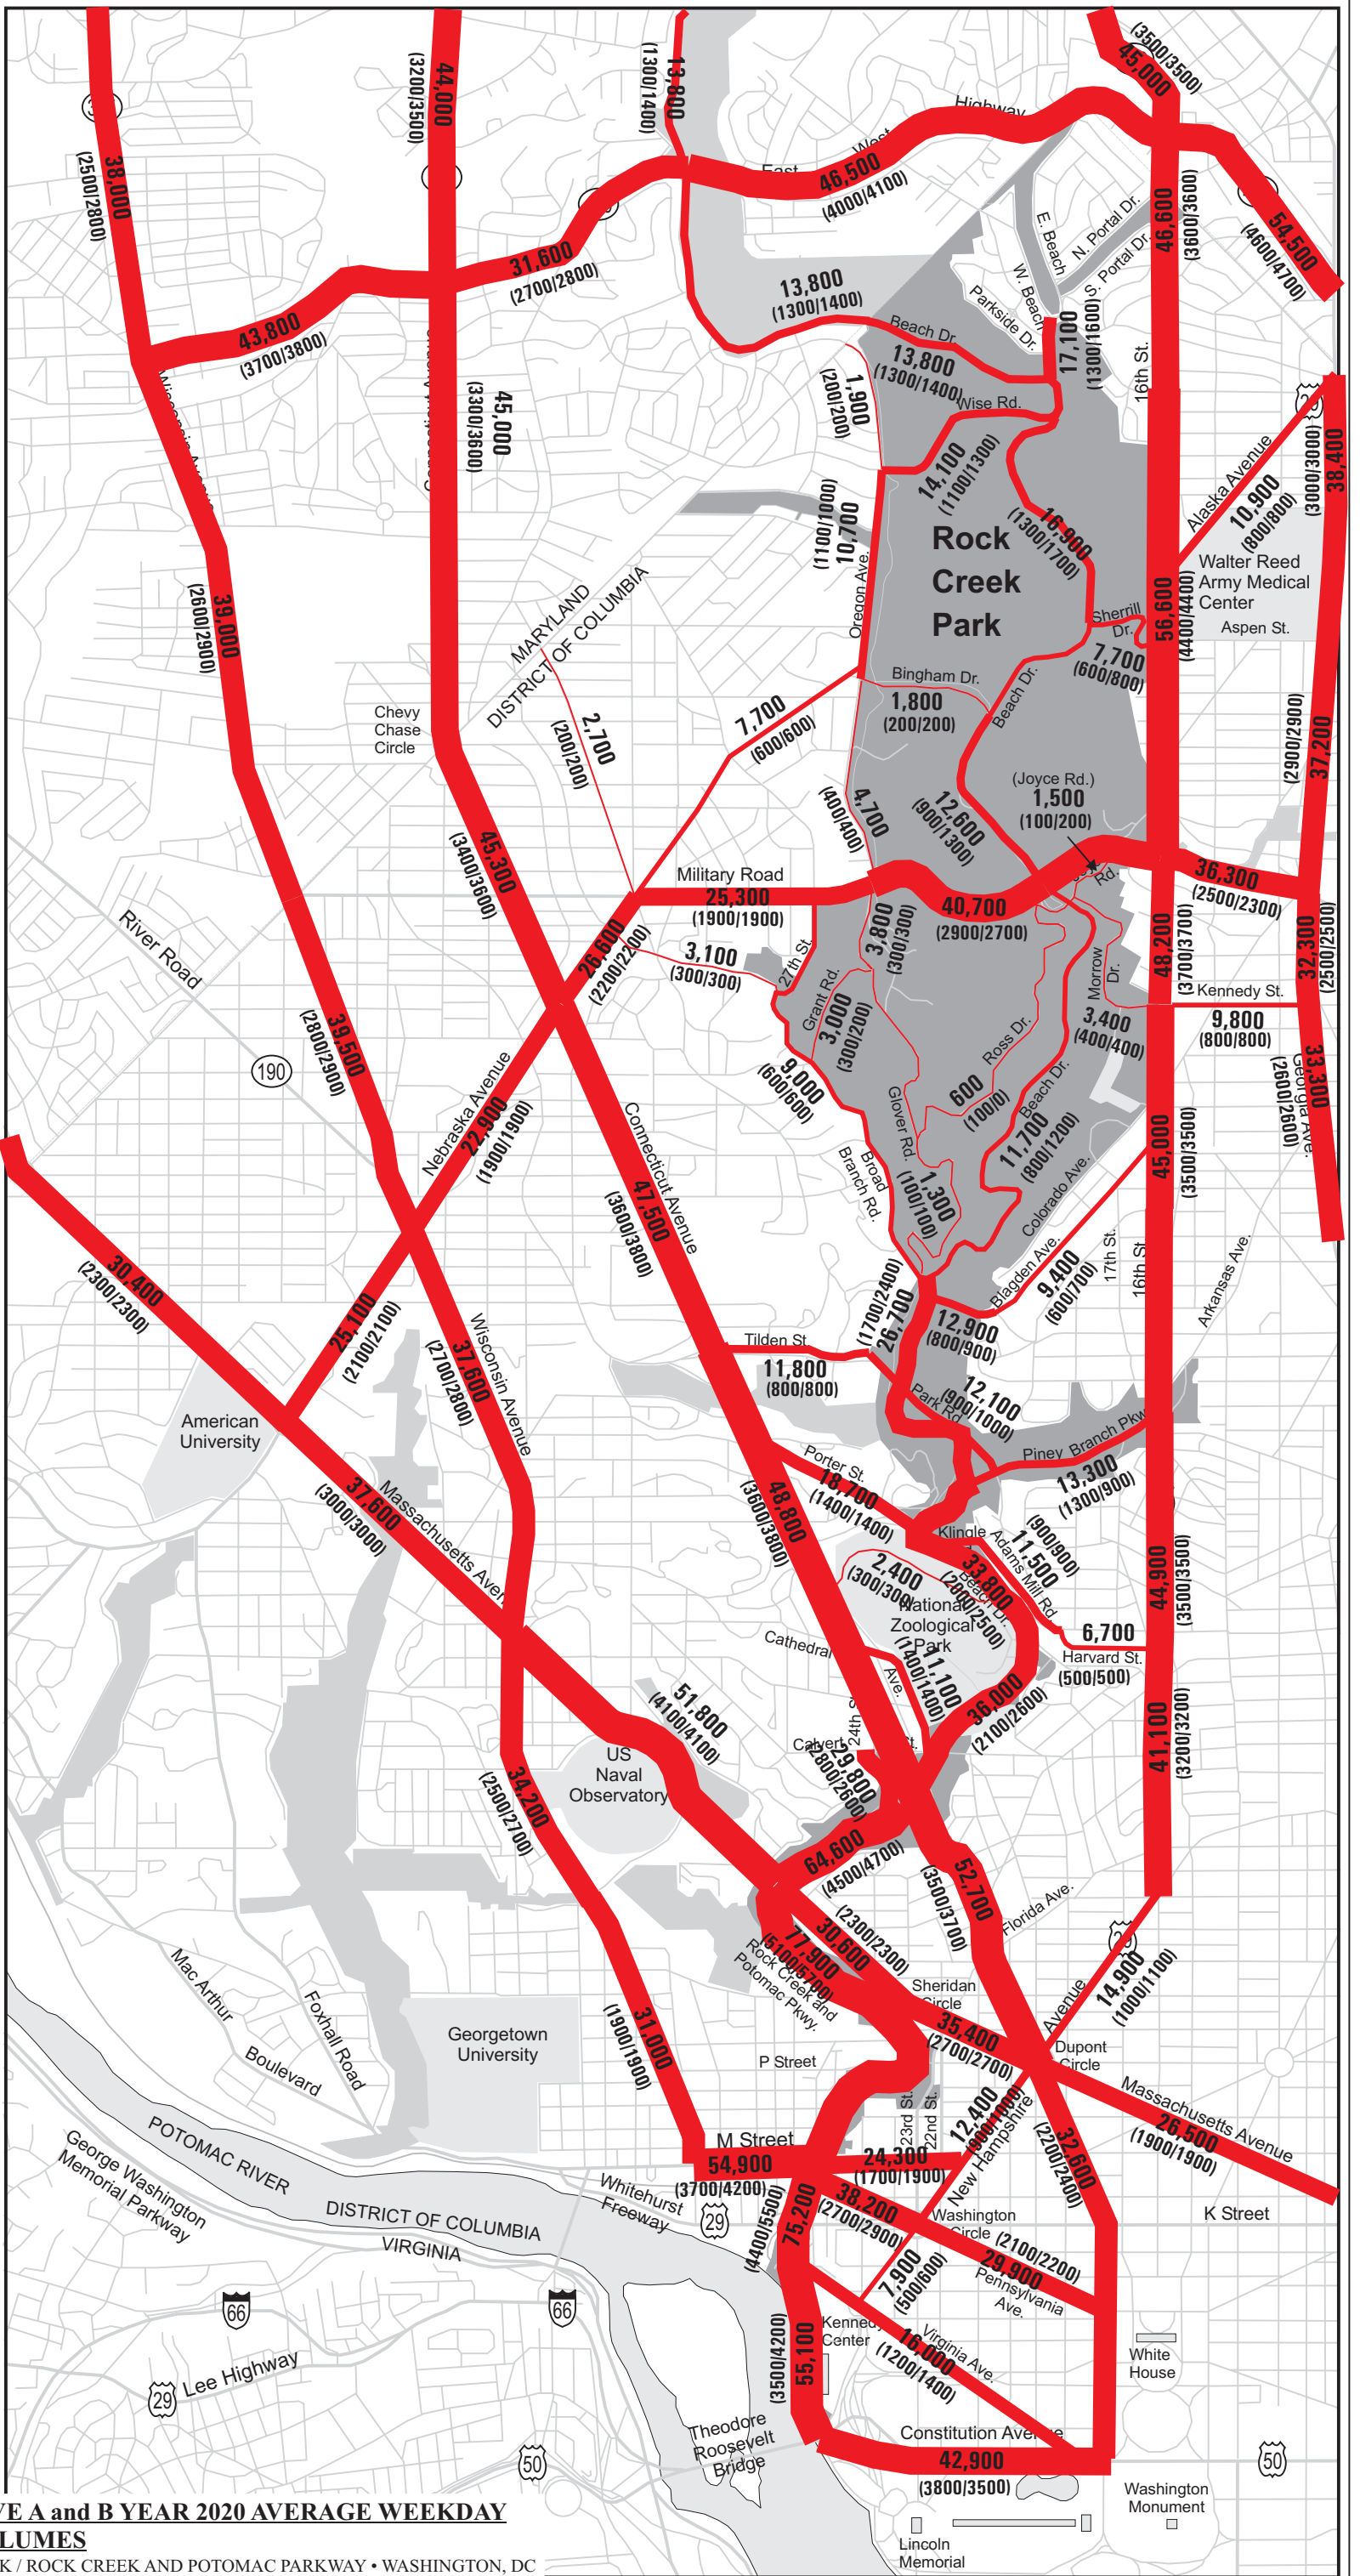 (3500/3500)
45,000
44,000
(3200/3500)
13,800
(1300/1400)
East West Highway
46,500
(4000/4100)
38,000
(2500/2800)
46,600
(3600/3600)
54,500
(4600/4700)
E. Beach
N. Portal Dr.
S. Portal Dr.
W. Beach
Parkside Dr.
31,600
(2700/2800)
13,800
(1300/1400)
43,800
(3700/3800)
Beach Dr.
13,800
(1300/1400)
17,100
(1300/1600)
16th St.
1,900
(200/200)
Wise Rd.
45,000
(3300/3600)
14,100
(1100/1300)
Alaska Avenue
10,900
(800/800)
38,400
(3000/3000)
10,700
(1100/1000)
Rock
Creek
Park
16,900
(1300/1700)
Walter Reed
Army Medical
Center
Aspen St.
Oregon Ave.
39,000
(2600/2900)
56,600
(4400/4400)
Sherrill
Dr.
7,700
(600/800)
MARYLAND
DISTRICT OF COLUMBIA
Bingham Dr.
1,800
(200/200)
Beach Dr.
Chevy
Chase
Circle
2,700
(200/200)
7,700
(600/600)
37,200
(2900/2900)
(Joyce Rd.)
1,500
(100/200)
4,700
(400/400)
12,600
(900/1300)
45,300
(3400/3600)
Military Road
25,300
(1900/1900)
Rd.
36,300
(2500/2300)
40,700
(2900/2700)
River Road
26,600
(2200/2200)
3,100
(300/300)
27th St.
3,800
(300/300)
48,200
(3700/3700)
32,300
(2500/2500)
Morrow
Dr.
Kennedy St.
9,800
(800/800)
Grant Rd.
3,000
(300/200)
3,400
(400/400)
39,500
(2800/2900)
190
Ross Dr.
33,300
(2600/2600)
Georgia Ave.
9,000
(600/600)
600
(100/0)
Beach Dr.
Nebraska Avenue
22,900
(1900/1900)
Connecticut Avenue
Glover Rd.
11,700
(800/1200)
45,000
(3500/3500)
Broad
Branch Rd.
1,300
(100/100)
Colorado Ave.
47,500
(3600/3800)
30,400
(2300/2300)
17th St.
16th St.
Arkansas Ave.
Blagden Ave.
9,400
(600/700)
26,700
(1700/2400)
12,900
(800/900)
25,100
(2100/2100)
37,600
(2700/2800)
Wisconsin Avenue
Tilden St.
11,800
(800/800)
12,100
(900/1000)
Park Rd.
American
University
Piney Branch Pkwy
13,300
(1300/900)
Porter St.
18,700
(1400/1400)
37,600
(3000/3000)
Massachusetts Aven
48,800
(3600/3800)
Klingle
Adams Mill Rd
11,500
(900/900)
44,900
(3500/3500)
2,400
(300/300)
33,800
(2000/2500)
Beach Dr.
National
Zoological
Park
6,700
Harvard St.
(500/500)
Cathedral
Ave.
11,100
(1400/1400)
36,000
(2100/2600)
41,100
(3200/3200)
51,800
(4100/4100)
24th S
Calvert St.
29,800
(2800/2600)
US
Naval
Observatory
34,200
(2500/2700)
64,600
(4500/4700)
52,700
(3500/3700)
Florida Ave.
77,900
(5100/5700)
30,600
(2300/2300)
Rock Creek and
Potomac Pkwy.
14,900
(1000/1100)
Avenue
Mac Arthur
Boulevard
Foxhall Road
Georgetown
University
31,000
(1900/1900)
Sheridan
Circle
35,400
(2700/2700)
Dupont
Circle
P Street
23rd St.
22nd St.
12,400
(900/1000)
New Hampshire
Massachusetts Avenue
26,500
(1900/1900)
POTOMAC RIVER
George Washington
Memorial Parkway
M Street
54,900
(3700/4200)
24,300
(1700/1900)
32,600
(2200/2400)
DISTRICT OF COLUMBIA
VIRGINIA
Whitehurst
Freeway
29
75,200
(4400/5500)
38,200
(2700/2900)
Washington
Circle
K Street
(2100/2200)
29,900
Pennsylvania
Ave.
7,900
(500/600)
66
66
Kennedy
Center
55,100
(3500/4200)
Virginia Ave.
16,000
(1200/1400)
White
House
29
Lee Highway
Theodore
Roosevelt
Bridge
Constitution Avenue
42,900
(3800/3500)
50
50
Washington
Monument
Lincoln
Memorial
VE A and B YEAR 2020 AVERAGE WEEKDAY
LUMES
K / ROCK CREEK AND POTOMAC PARKWAY • WASHINGTON, DC